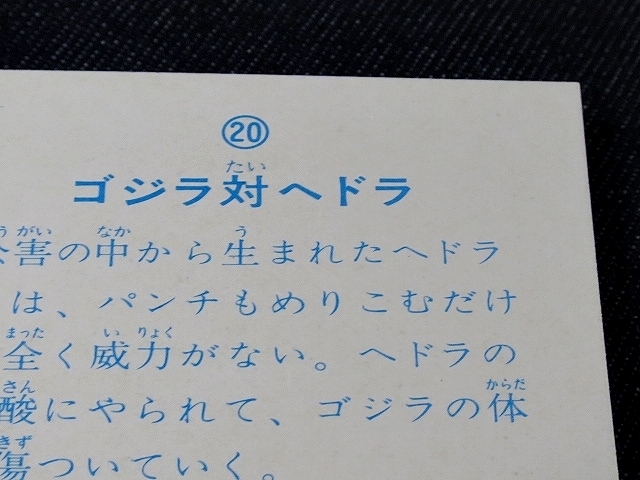 ⑳
ゴジラ対ヘドラ
害の中から生まれたヘドラ
は、パンチもめりこむだけ
全く威力がない。ヘドラの
酸にやられて、ゴジラの体
傷ついていく。